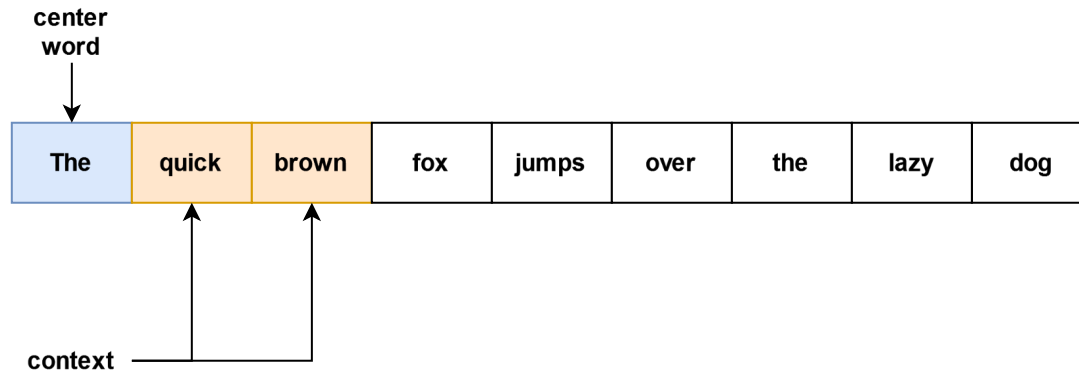 center
word
The quick brown fox jumps over the lazy dog
context